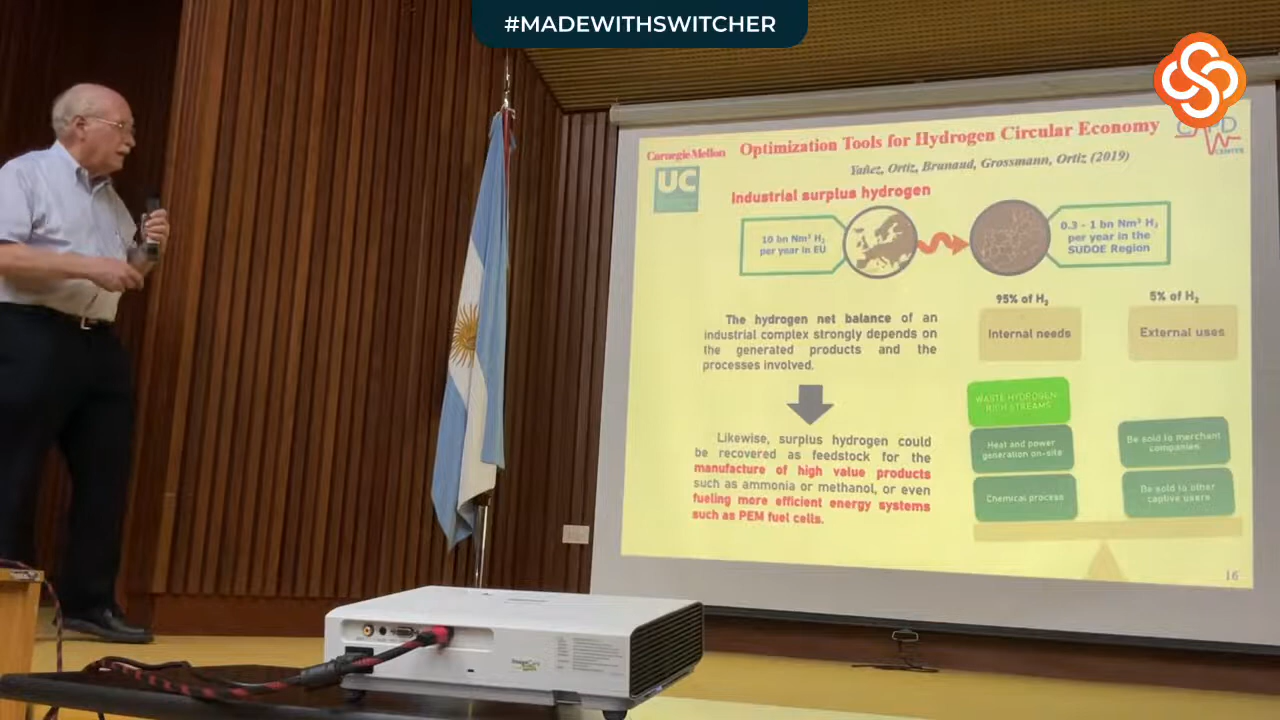 #MADEWITHSWITCHER
Carnegie Mellon
Optimization Tools for Hydrogen Circular Economy
Yañez, Ortiz, Brunaud, Grossmann, Ortiz (2019)
CAPD
CENTER
UC
Industrial surplus hydrogen
10 bn Nm³ H₂
per year in EU
0.3 - 1 bn Nm³ H₂
per year in the
SUDOE Region
The hydrogen net balance of an
industrial complex strongly depends on
the generated products and the
processes involved.
Likewise, surplus hydrogen could
be recovered as feedstock for the
manufacture of high value products
such as ammonia or methanol, or even
fueling more efficient energy systems
such as PEM fuel cells.
95% of H₂
Internal needs
5% of H₂
External uses
WASTE HYDROGEN-
RICH STREAMS
Heat and power
generation on-site
Chemical process
Be sold to merchant
companies
Be sold to other
captive users
16